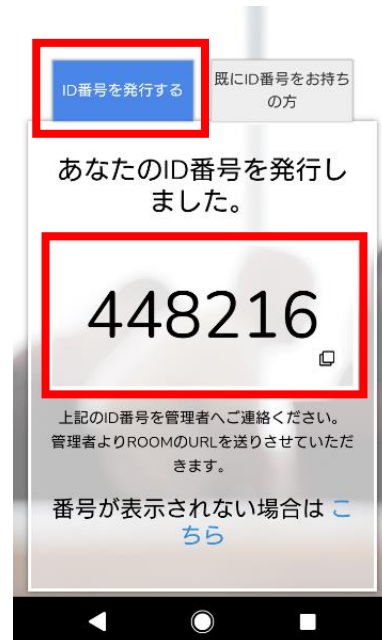 ID番号を発行する
既にID番号をお持ち
の方
あなたのID番号を発行し
ました。
448216
上記のID番号を管理者へご連絡ください。
管理者よりROOMのURLを送りさせていただ
きます。
番号が表示されない場合は こ
ちら